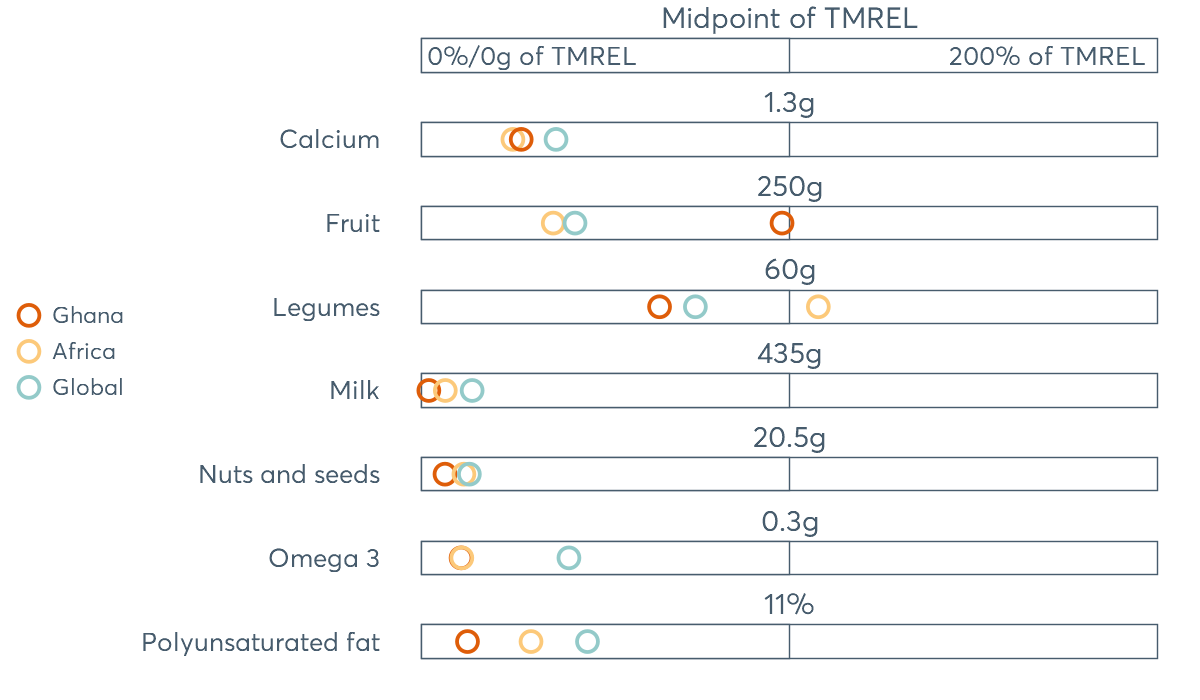 Midpoint of TMREL
0%/0g of TMREL
200% of TMREL
1.3g
Calcium
250g
Fruit
60g
Legumes
Ghana
Africa
Global
435g
Milk
20.5g
Nuts and seeds
0.3g
Omega 3
11%
Polyunsaturated fat